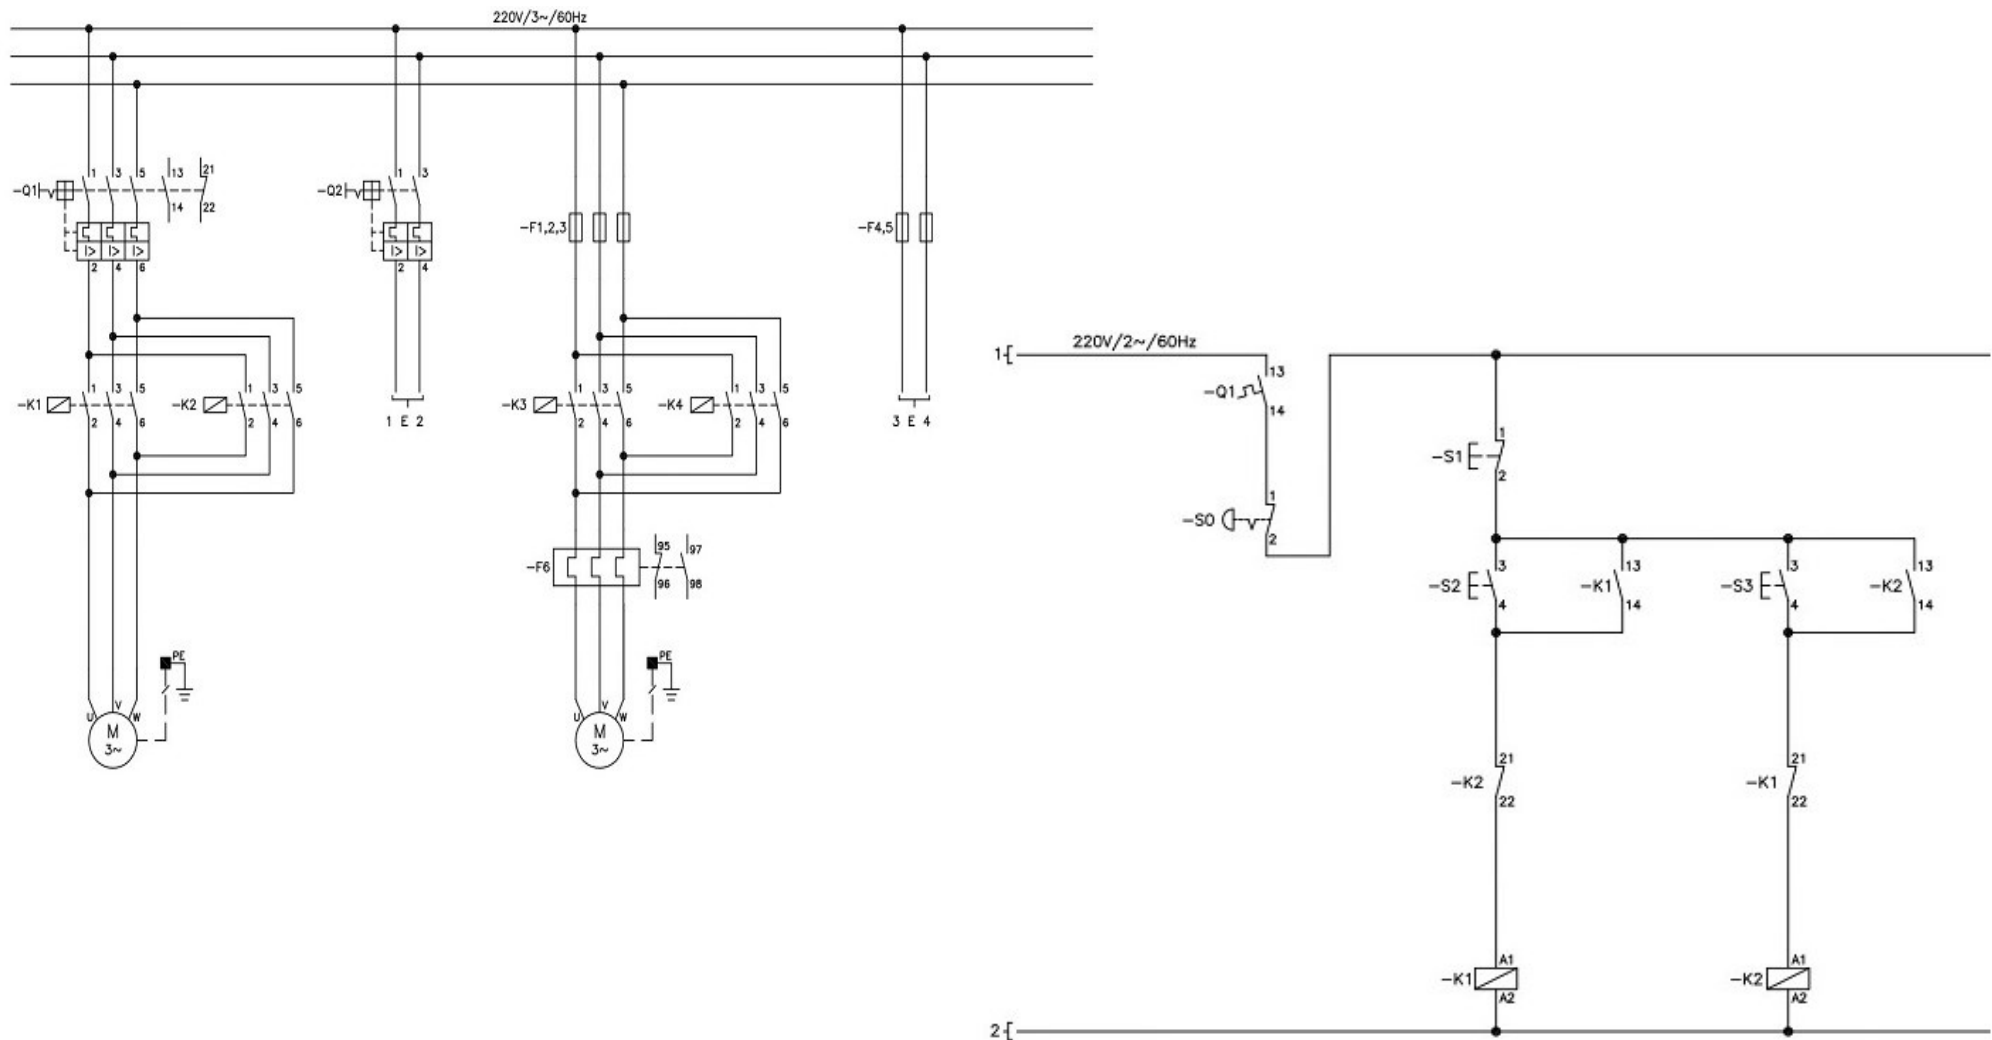 220V/3~/60Hz
-Q1 1 3 5 13 21
14 22
I> I> I>
2 4 6
-Q2 1 3
I> I>
2 4
-F1,2,3
-F4,5
-K1 1 3 5
2 4 6
-K2 1 3 5
2 4 6
1 E 2
-K3 1 3 5
2 4 6
-K4 1 3 5
2 4 6
3 E 4
-F6 95 97
96 98
PE
U V W
M
3~
PE
U V W
M
3~
1 220V/2~/60Hz
-Q1 13
14
-S0 1
2
-S1 1
2
-S2 3
4
-K1 13
14
-S3 3
4
-K2 13
14
-K2 21
22
-K1 21
22
-K1 A1
A2
-K2 A1
A2
2